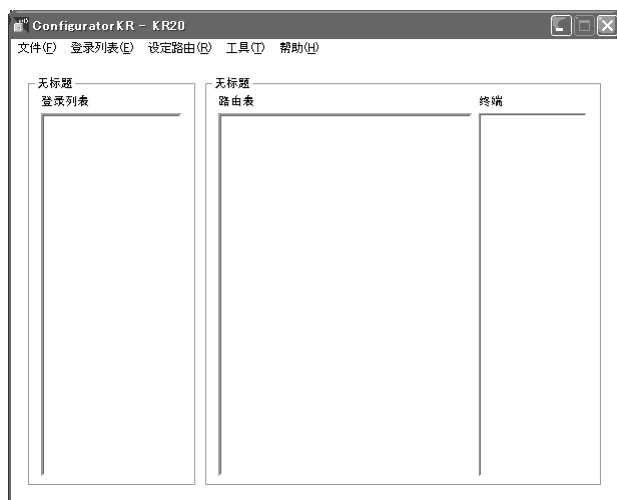 ConfiguratorKR - KR20
文件(F) 登录列表(E) 设定路由(R) 工具(T) 帮助(H)
无标题
登录列表
无标题
路由表 终端